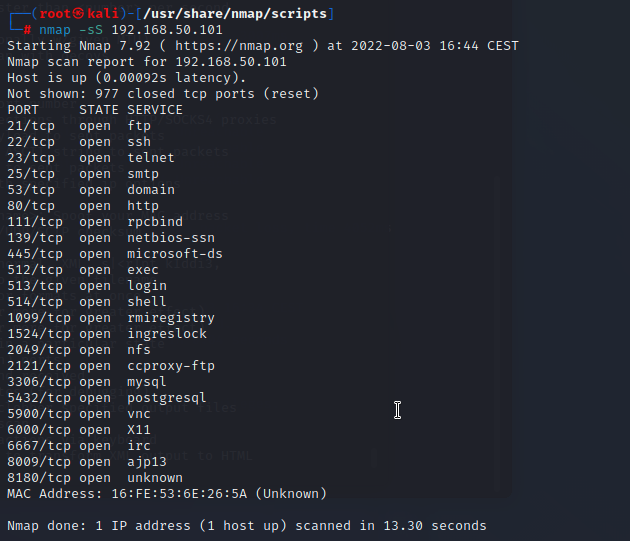 ┌──(root㉿kali)-[/usr/share/nmap/scripts]
└─# nmap -sS 192.168.50.101
Starting Nmap 7.92 ( https://nmap.org ) at 2022-08-03 16:44 CEST
Nmap scan report for 192.168.50.101
Host is up (0.00092s latency).
Not shown: 977 closed tcp ports (reset)
PORT     STATE SERVICE
21/tcp   open  ftp
22/tcp   open  ssh
23/tcp   open  telnet
25/tcp   open  smtp
53/tcp   open  domain
80/tcp   open  http
111/tcp  open  rpcbind
139/tcp  open  netbios-ssn
445/tcp  open  microsoft-ds
512/tcp  open  exec
513/tcp  open  login
514/tcp  open  shell
1099/tcp open  rmiregistry
1524/tcp open  ingreslock
2049/tcp open  nfs
2121/tcp open  ccproxy-ftp
3306/tcp open  mysql
5432/tcp open  postgresql
5900/tcp open  vnc
6000/tcp open  X11
6667/tcp open  irc
8009/tcp open  ajp13
8180/tcp open  unknown
MAC Address: 16:FE:53:6E:26:5A (Unknown)
Nmap done: 1 IP address (1 host up) scanned in 13.30 seconds